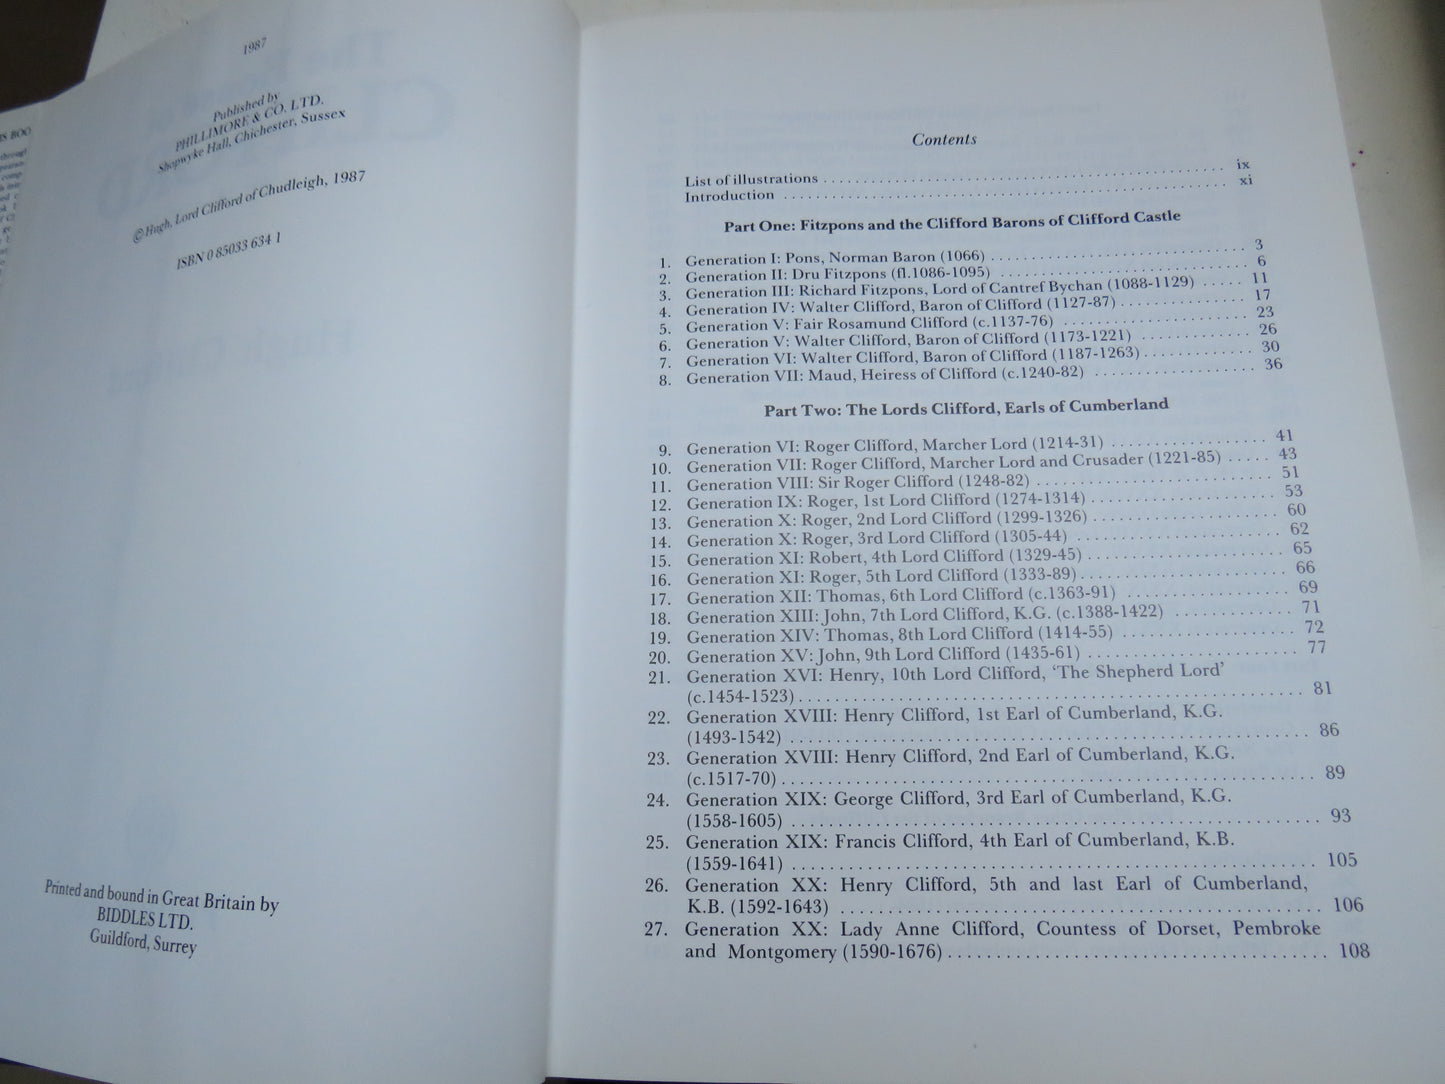 1987
Published by
PHILLIMORE & CO. LTD.
Shopwyke Hall, Chichester, Sussex
© Hugh, Lord Clifford of Chudleigh, 1987
ISBN 0 85033 634 1
Printed and bound in Great Britain by
BIDDLES LTD.
Guildford, Surrey
Contents
List of illustrations . . . . . . . . . . ix
Introduction . . . . . . . . . . xi
Part One: Fitzpons and the Clifford Barons of Clifford Castle
1. Generation I: Pons, Norman Baron (1066) . . . . . . . . . . 3
2. Generation II: Dru Fitzpons (fl.1086-1095) . . . . . . . . . . 6
3. Generation III: Richard Fitzpons, Lord of Cantref Bychan (1088-1129) . . . . . 11
4. Generation IV: Walter Clifford, Baron of Clifford (1127-87) . . . . . . . . . . 17
5. Generation V: Fair Rosamund Clifford (c.1137-76) . . . . . . . . . . 23
6. Generation V: Walter Clifford, Baron of Clifford (1173-1221) . . . . . . . . . . 26
7. Generation VI: Walter Clifford, Baron of Clifford (1187-1263) . . . . . . . . . . 30
8. Generation VII: Maud, Heiress of Clifford (c.1240-82) . . . . . . . . . . 36
Part Two: The Lords Clifford, Earls of Cumberland
9. Generation VI: Roger Clifford, Marcher Lord (1214-31) . . . . . . . . . . 41
10. Generation VII: Roger Clifford, Marcher Lord and Crusader (1221-85) . . . . . 43
11. Generation VIII: Sir Roger Clifford (1248-82) . . . . . . . . . . 51
12. Generation IX: Roger, 1st Lord Clifford (1274-1314) . . . . . . . . . . 53
13. Generation X: Roger, 2nd Lord Clifford (1299-1326) . . . . . . . . . . 60
14. Generation X: Roger, 3rd Lord Clifford (1305-44) . . . . . . . . . . 62
15. Generation XI: Robert, 4th Lord Clifford (1329-45) . . . . . . . . . . 65
16. Generation XI: Roger, 5th Lord Clifford (1333-89) . . . . . . . . . . 66
17. Generation XII: Thomas, 6th Lord Clifford (c.1363-91) . . . . . . . . . . 69
18. Generation XIII: John, 7th Lord Clifford, K.G. (c.1388-1422) . . . . . . . . . . 71
19. Generation XIV: Thomas, 8th Lord Clifford (1414-55) . . . . . . . . . . 72
20. Generation XV: John, 9th Lord Clifford (1435-61) . . . . . . . . . . 77
21. Generation XVI: Henry, 10th Lord Clifford, 'The Shepherd Lord'
(c.1454-1523) . . . . . . . . . . 81
22. Generation XVIII: Henry Clifford, 1st Earl of Cumberland, K.G.
(1493-1542) . . . . . . . . . . 86
23. Generation XVIII: Henry Clifford, 2nd Earl of Cumberland, K.G.
(c.1517-70) . . . . . . . . . . 89
24. Generation XIX: George Clifford, 3rd Earl of Cumberland, K.G.
(1558-1605) . . . . . . . . . . 93
25. Generation XIX: Francis Clifford, 4th Earl of Cumberland, K.B.
(1559-1641) . . . . . . . . . . 105
26. Generation XX: Henry Clifford, 5th and last Earl of Cumberland,
K.B. (1592-1643) . . . . . . . . . . 106
27. Generation XX: Lady Anne Clifford, Countess of Dorset, Pembroke
and Montgomery (1590-1676) . . . . . . . . . . 108